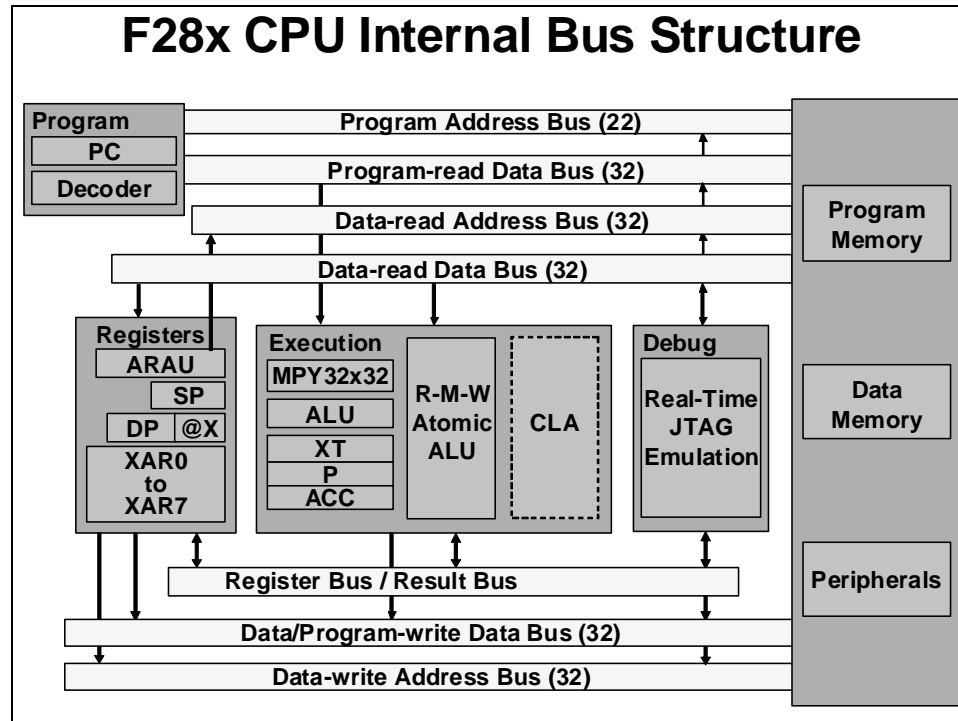 F28x CPU Internal Bus Structure
Program
PC
Decoder
Program Address Bus (22)
Program-read Data Bus (32)
Data-read Address Bus (32)
Data-read Data Bus (32)
Program
Memory
Data
Memory
Peripherals
Registers
ARAU
SP
DP
@X
XAR0
to
XAR7
Execution
MPY32x32
ALU
XT
P
ACC
R-M-W
Atomic
ALU
CLA
Debug
Real-Time
JTAG
Emulation
Register Bus / Result Bus
Data/Program-write Data Bus (32)
Data-write Address Bus (32)